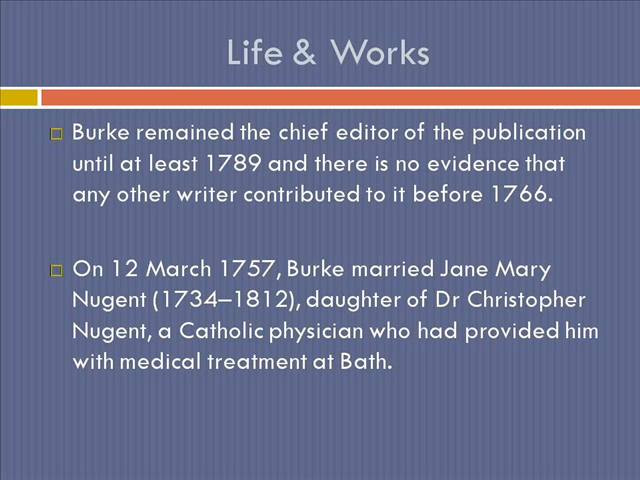 Life & Works
Burke remained the chief editor of the publication
until at least 1789 and there is no evidence that
any other writer contributed to it before 1766.
On 12 March 1757, Burke married Jane Mary
Nugent (1734–1812), daughter of Dr Christopher
Nugent, a Catholic physician who had provided him
with medical treatment at Bath.